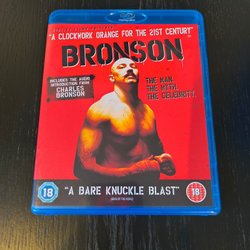 "A CLOCKWORK ORANGE FOR THE 21ST CENTURY"
BRONSON
INCLUDES THE AUDIO
INTRODUCTION FROM
CHARLES
BRONSON
THE MAN.
THE MYTH.
THE CELEBRITY.
18
"A BARE KNUCKLE BLAST"
18